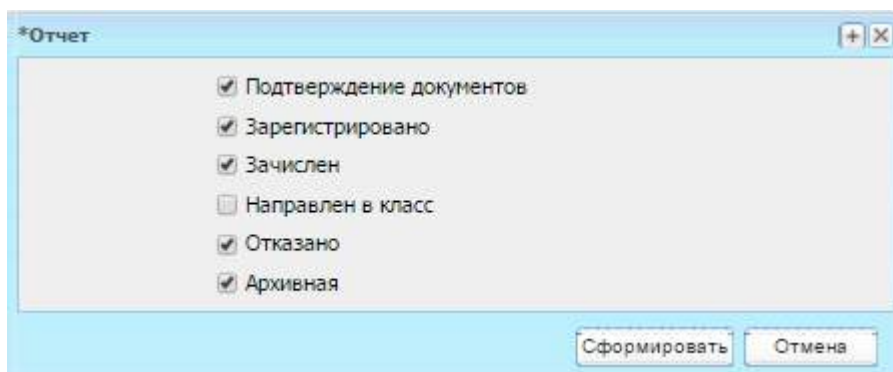 *Отчет
Подтверждение документов
Зарегистрировано
Зачислен
Направлен в класс
Отказано
Архивная
Сформировать Отмена